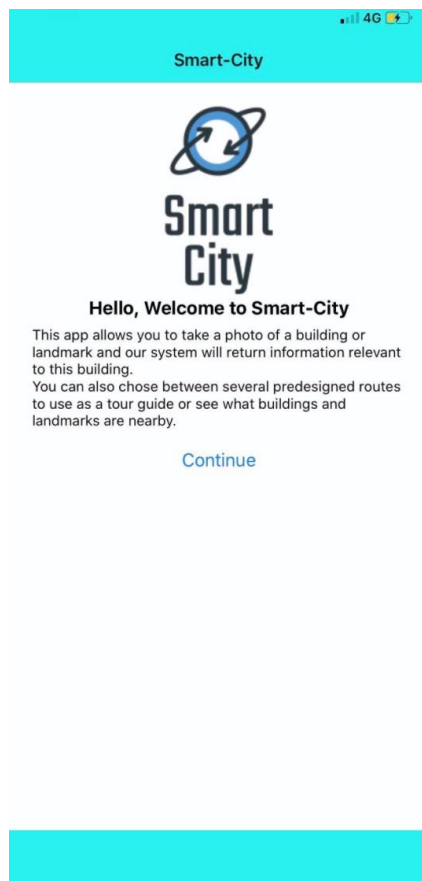 4G
Smart-City
Smart
City
Hello, Welcome to Smart-City
This app allows you to take a photo of a building or
landmark and our system will return information relevant
to this building.
You can also chose between several predesigned routes
to use as a tour guide or see what buildings and
landmarks are nearby.
Continue